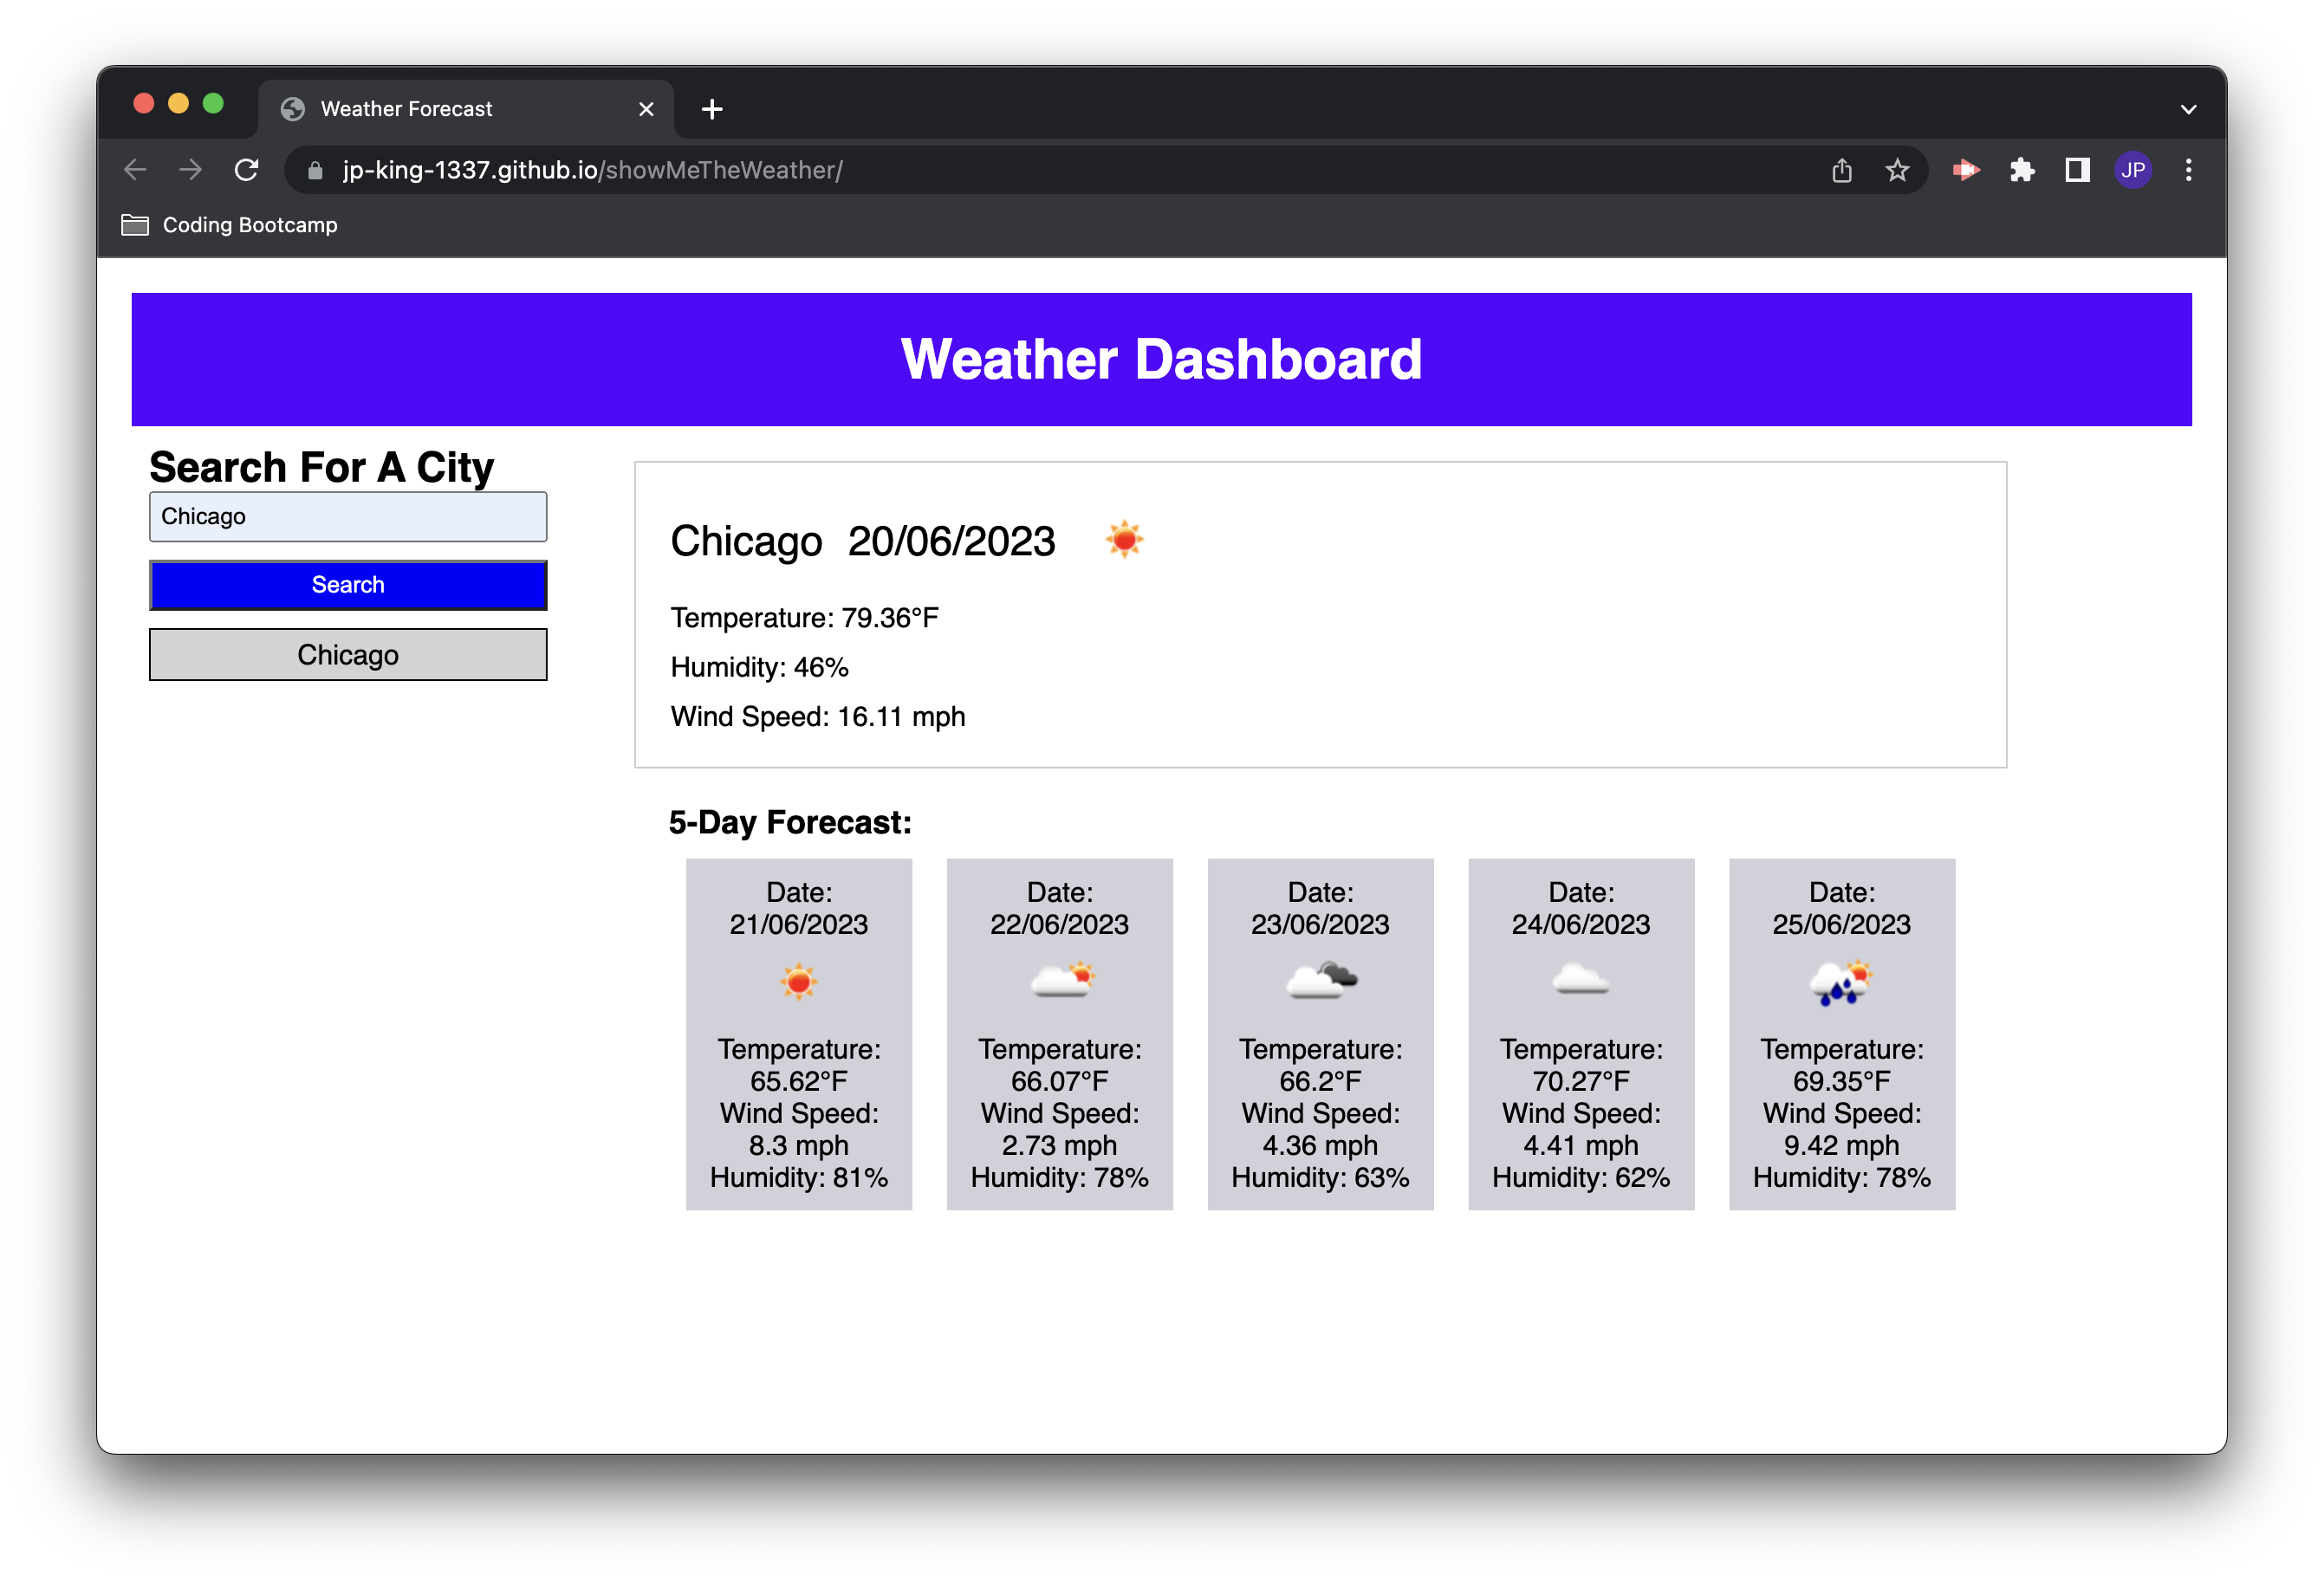 Weather Forecast
jp-king-1337.github.io/showMeTheWeather/
JP
Coding Bootcamp
Weather Dashboard
Search For A City
Chicago
Search
Chicago
Chicago 20/06/2023
Temperature: 79.36°F
Humidity: 46%
Wind Speed: 16.11 mph
5-Day Forecast:
Date:
21/06/2023
Temperature:
65.62°F
Wind Speed:
8.3 mph
Humidity: 81%
Date:
22/06/2023
Temperature:
66.07°F
Wind Speed:
2.73 mph
Humidity: 78%
Date:
23/06/2023
Temperature:
66.2°F
Wind Speed:
4.36 mph
Humidity: 63%
Date:
24/06/2023
Temperature:
70.27°F
Wind Speed:
4.41 mph
Humidity: 62%
Date:
25/06/2023
Temperature:
69.35°F
Wind Speed:
9.42 mph
Humidity: 78%